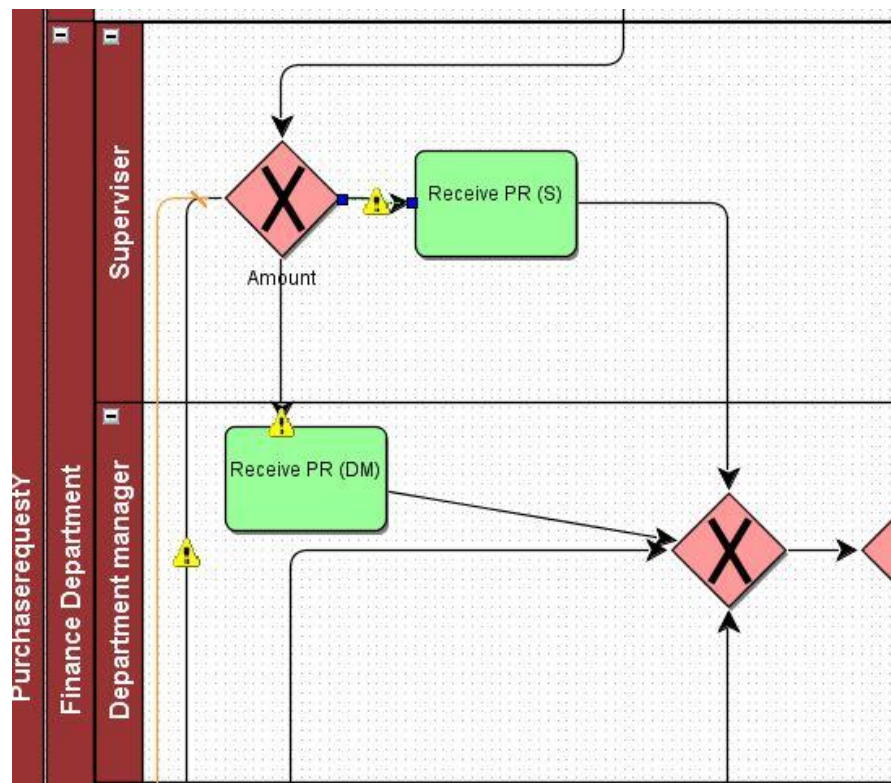 PurchaserequestY
Finance Department
Superviser
Receive PR (S)
Amount
Department manager
Receive PR (DM)